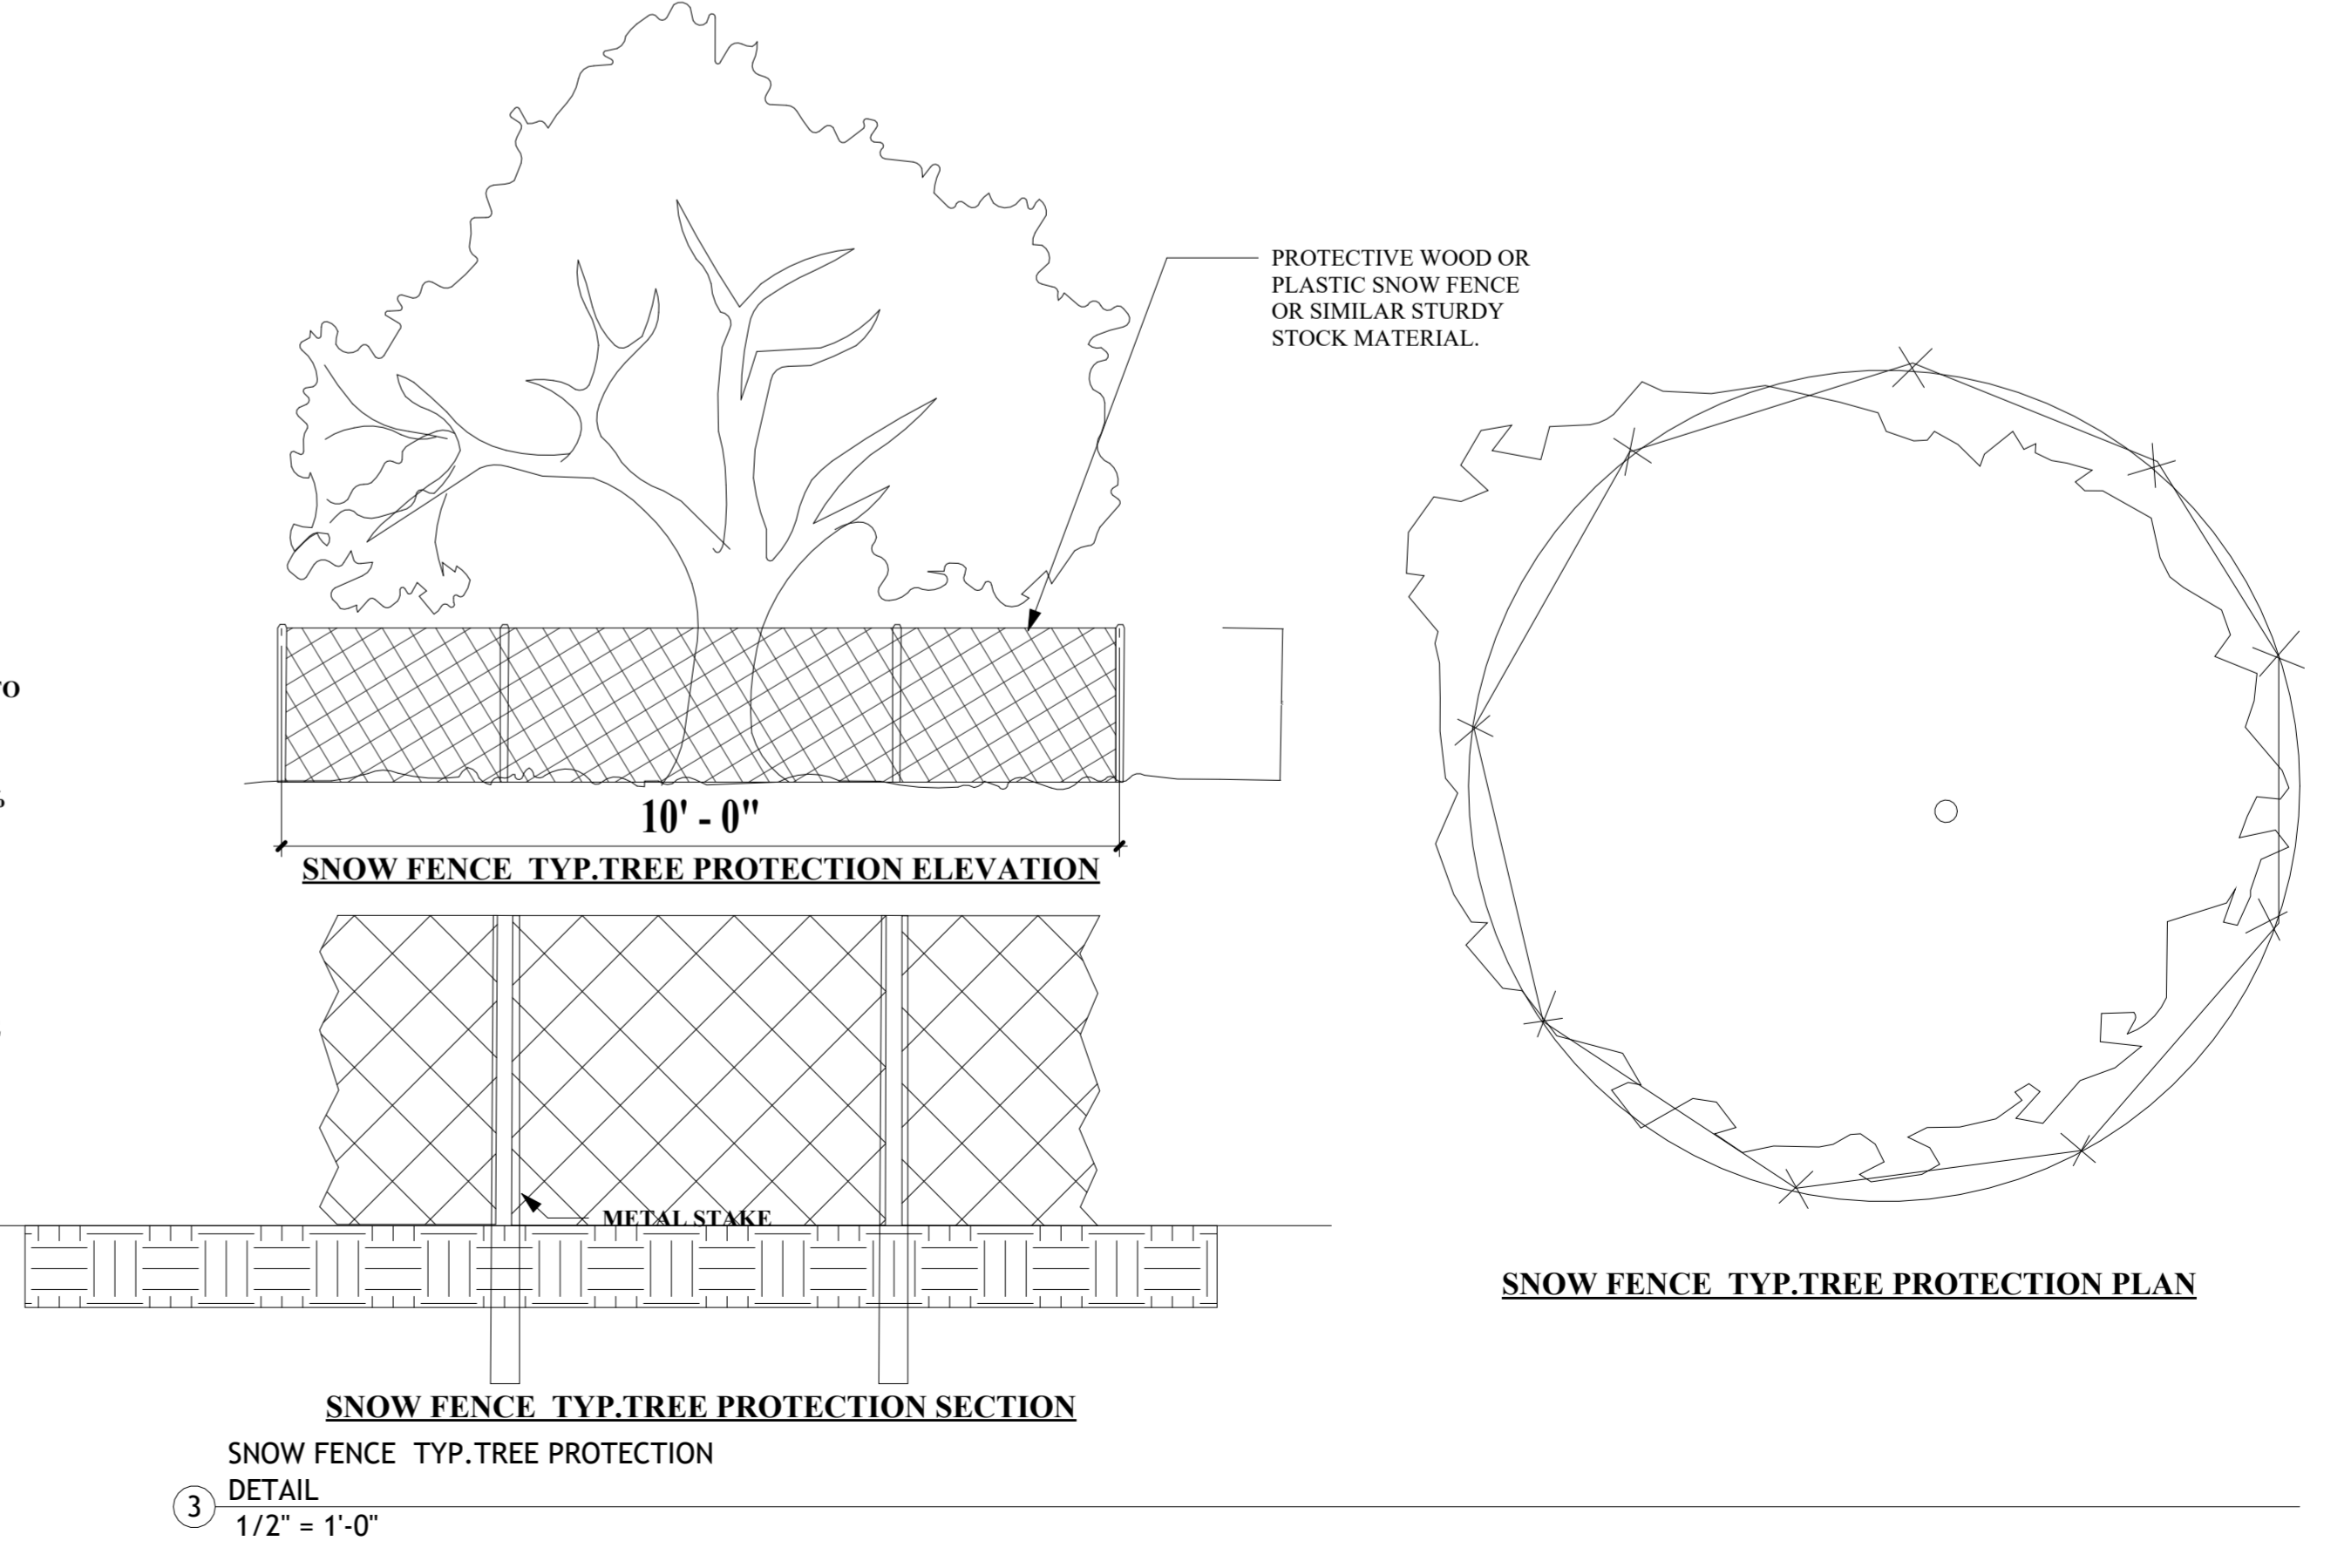 PROTECTIVE WOOD OR
PLASTIC SNOW FENCE
OR SIMILAR STURDY
STOCK MATERIAL.
10' - 0"
SNOW FENCE  TYP.TREE PROTECTION ELEVATION
METAL STAKE
SNOW FENCE  TYP.TREE PROTECTION PLAN
SNOW FENCE  TYP.TREE PROTECTION SECTION
SNOW FENCE  TYP.TREE PROTECTION
DETAIL
3
1/2" = 1'-0"